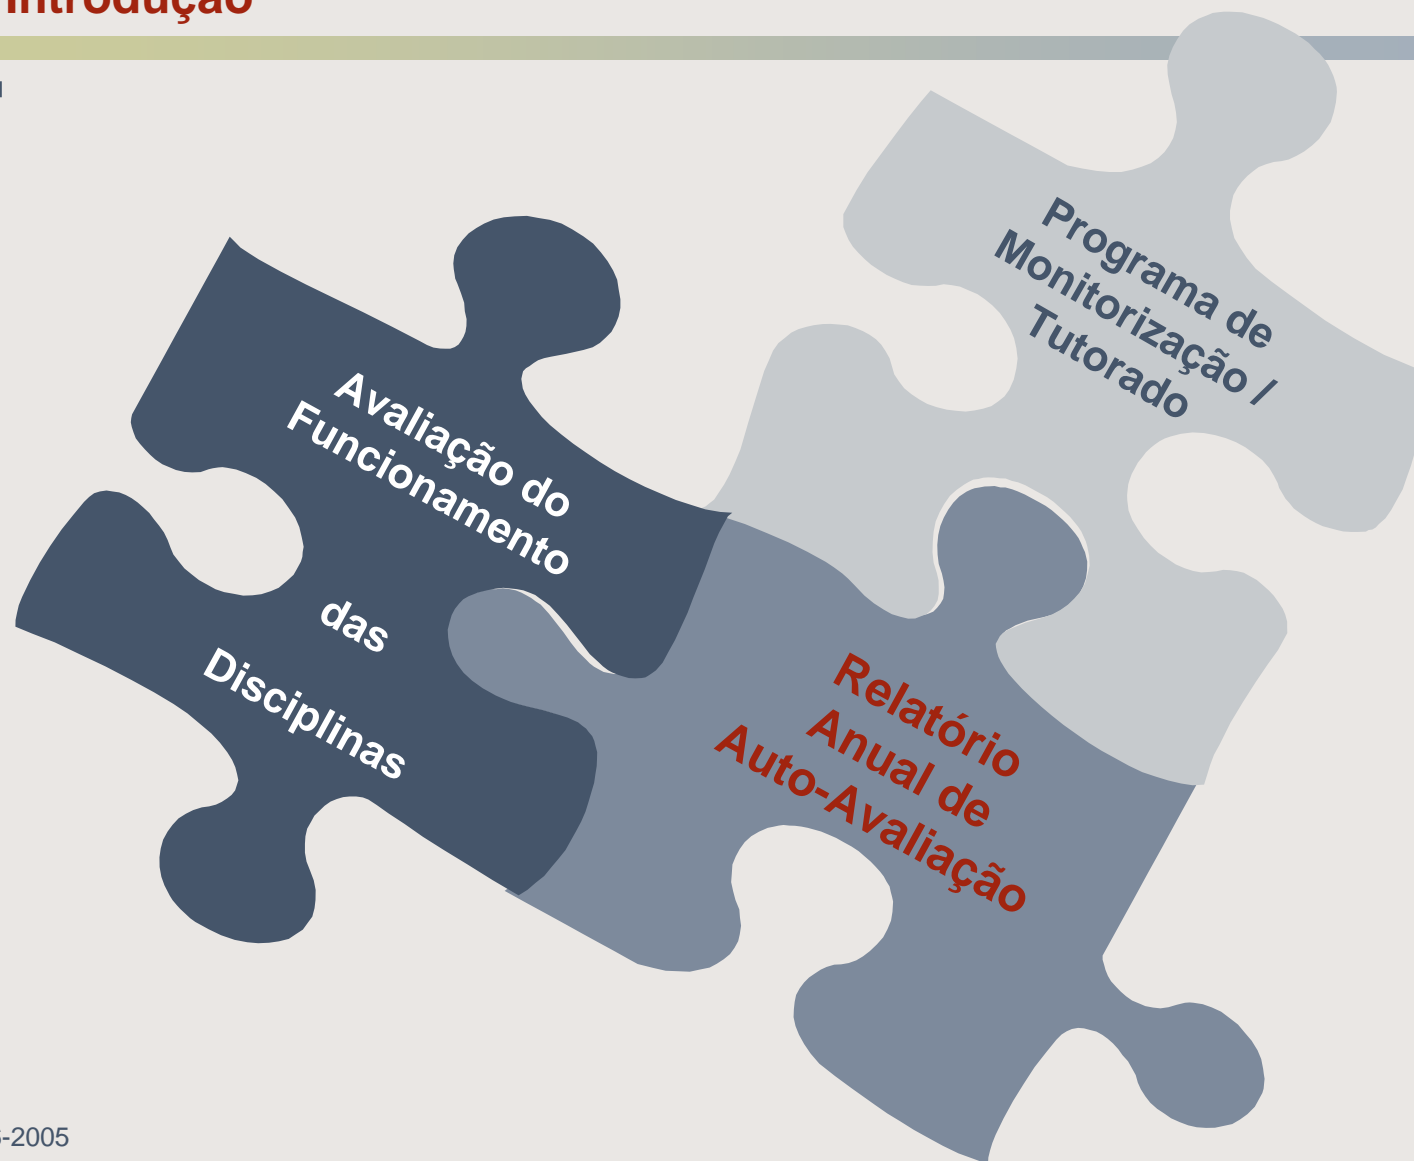 Introdução
Programa de
Monitorização /
Tutorado
Avaliação do
Funcionamento
das
Disciplinas
Relatório
Anual de
Auto-Avaliação
-2005